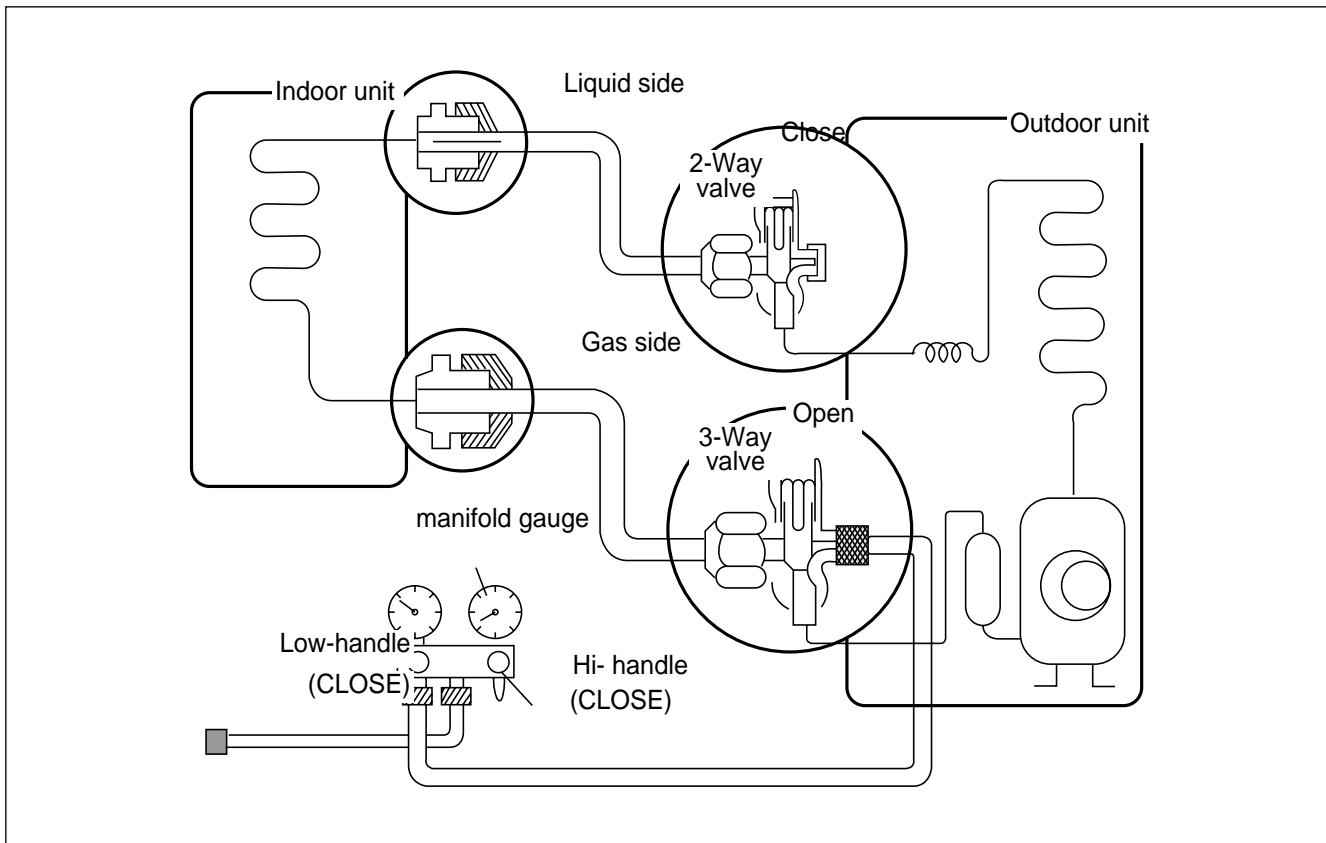 Indoor unit
Liquid side
Close
Outdoor unit
2-Way
valve
Gas side
Open
3-Way
valve
manifold gauge
Low-handle
(CLOSE)
Hi- handle
(CLOSE)